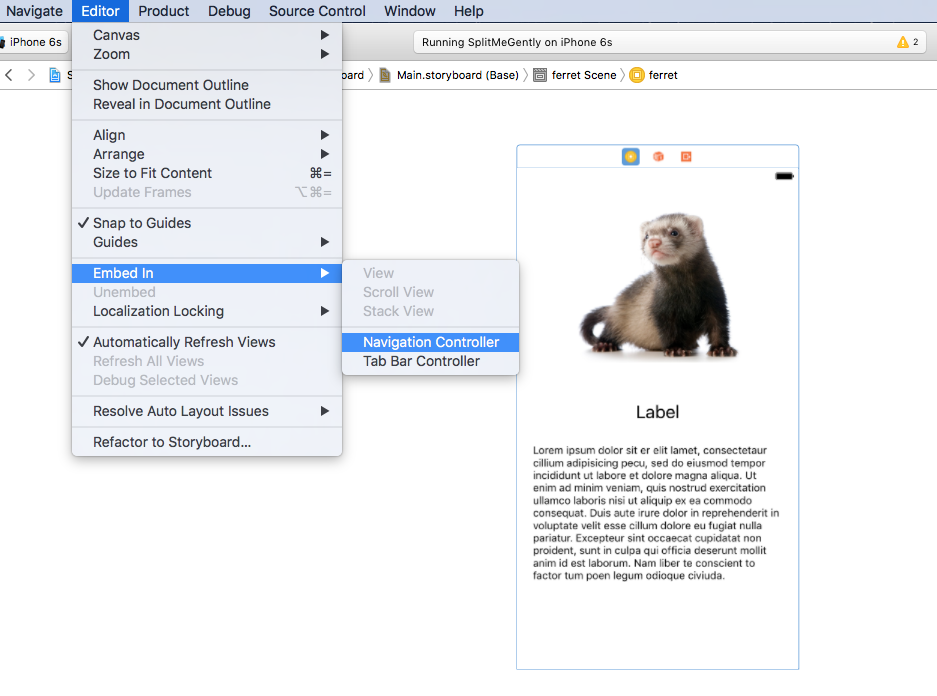 Navigate Editor Product Debug Source Control Window Help
iPhone 6s
Running SplitMeGently on iPhone 6s
2
S
oard
Main.storyboard (Base)
ferret Scene
ferret
Canvas
Zoom
Show Document Outline
Reveal in Document Outline
Align
Arrange
Size to Fit Content ⌘=
Update Frames ⌥⌘=
Snap to Guides
Guides
Embed In
Unembed
Localization Locking
Automatically Refresh Views
Refresh All Views
Debug Selected Views
Resolve Auto Layout Issues
Refactor to Storyboard...
View
Scroll View
Stack View
Navigation Controller
Tab Bar Controller
Label
Lorem ipsum dolor sit er elit lamet, consectetaur
cillium adipisicing pecu, sed do eiusmod tempor
incididunt ut labore et dolore magna aliqua. Ut
enim ad minim veniam, quis nostrud exercitation
ullamco laboris nisi ut aliquip ex ea commodo
consequat. Duis aute irure dolor in reprehenderit in
voluptate velit esse cillum dolore eu fugiat nulla
pariatur. Excepteur sint occaecat cupidatat non
proident, sunt in culpa qui officia deserunt mollit
anim id est laborum. Nam liber te conscient to
factor tum poen legum odioque civiuda.